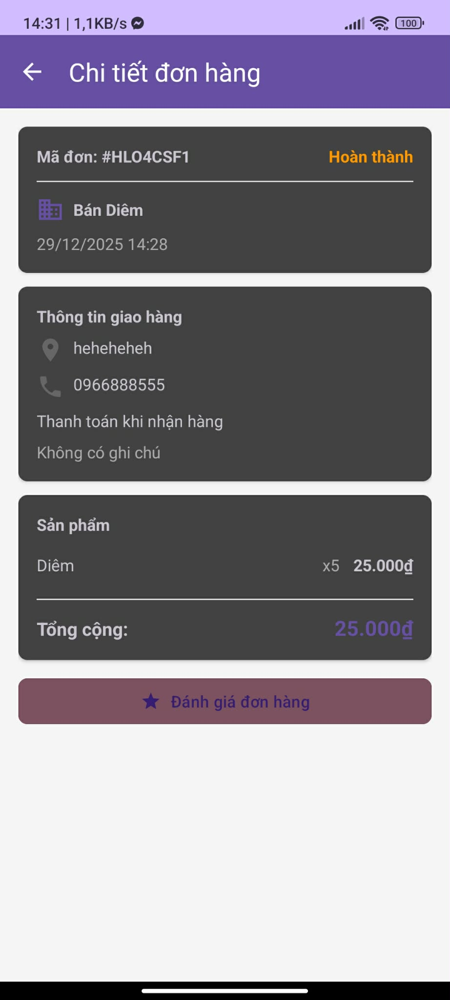 14:31 | 1,1KB/s
100
Chi tiết đơn hàng
Mã đơn: #HLO4CSF1 Hoàn thành
Bán Diêm
29/12/2025 14:28
Thông tin giao hàng
heheheheh
0966888555
Thanh toán khi nhận hàng
Không có ghi chú
Sản phẩm
Diêm x5 25.000₫
Tổng cộng: 25.000₫
Đánh giá đơn hàng